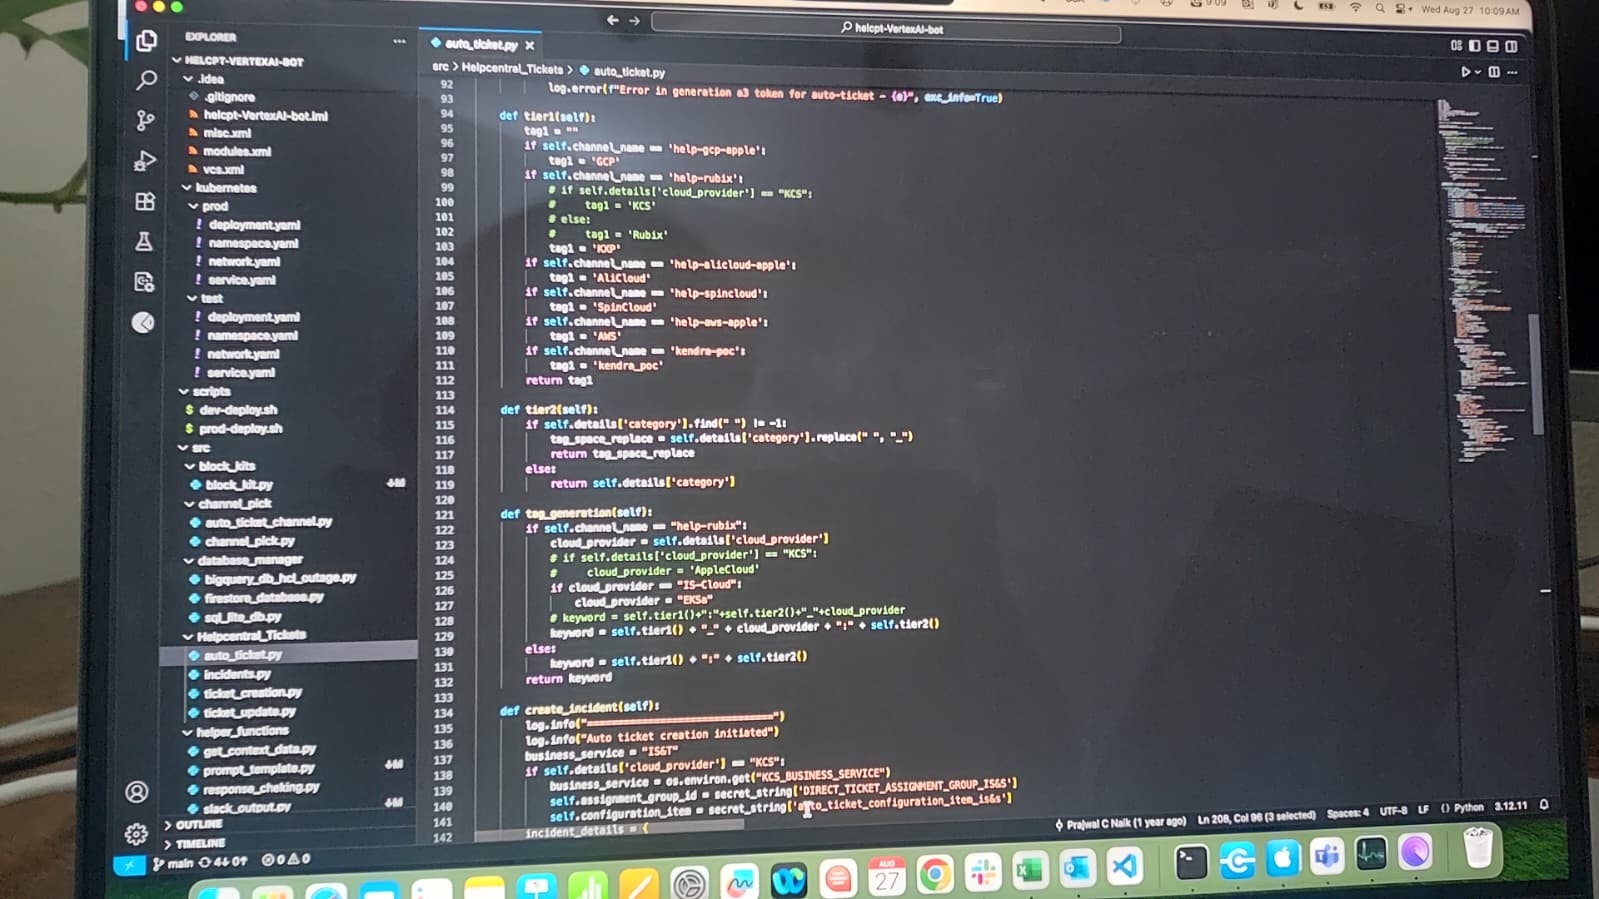 Wed Aug 27 10:09 AM
helcpt-VertexAI-bot
EXPLORER
HELCPT-VERTEXAI-BOT
.idea
.gitignore
helcpt-VertexAI-bot.iml
misc.xml
modules.xml
vcs.xml
kubernetes
prod
deployment.yaml
namespace.yaml
network.yaml
service.yaml
test
deployment.yaml
namespace.yaml
network.yaml
service.yaml
scripts
dev-deploy.sh
prod-deploy.sh
src
block_kits
block_kit.py
channel_pick
auto_ticket_channel.py
channel_pick.py
database_manager
bigquery_db_hcl_outage.py
firestore_database.py
sql_lite_db.py
Helpcentral_Tickets
auto_ticket.py
incidents.py
ticket_creation.py
ticket_update.py
helper_functions
get_context_data.py
prompt_template.py
response_cheking.py
slack_output.py
OUTLINE
TIMELINE
auto_ticket.py
src > Helpcentral_Tickets > auto_ticket.py
92 log.error(f"Error in generation a3 token for auto-ticket - {e}", exc_info=True)
93
94 def tier1(self):
95 tag1 = ""
96 if self.channel_name == 'help-gcp-apple':
97 tag1 = 'GCP'
98 if self.channel_name == 'help-rubix':
99 # if self.details['cloud_provider'] == "KCS":
100 # tag1 = 'KCS'
101 # else:
102 # tag1 = 'Rubix'
103 tag1 = 'KXP'
104 if self.channel_name == 'help-alicloud-apple':
105 tag1 = 'AliCloud'
106 if self.channel_name == 'help-spincloud':
107 tag1 = 'SpinCloud'
108 if self.channel_name == 'help-aws-apple':
109 tag1 = 'AWS'
110 if self.channel_name == 'kendra-poc':
111 tag1 = 'kendra_poc'
112 return tag1
113
114 def tier2(self):
115 if self.details['category'].find(" ") != -1:
116 tag_space_replace = self.details['category'].replace(" ", "_")
117 return tag_space_replace
118 else:
119 return self.details['category']
120
121 def tag_generation(self):
122 if self.channel_name == "help-rubix":
123 cloud_provider = self.details['cloud_provider']
124 # if self.details['cloud_provider'] == "KCS":
125 # cloud_provider = 'AppleCloud'
126 if cloud_provider == "IS-Cloud":
127 cloud_provider = "EKSa"
128 # keyword = self.tier1()+":"+self.tier2()+"_"+cloud_provider
129 keyword = self.tier1() + "_" + cloud_provider + ":" + self.tier2()
130 else:
131 keyword = self.tier1() + ":" + self.tier2()
132 return keyword
133
134 def create_incident(self):
135 log.info("============================")
136 log.info("Auto ticket creation initiated")
137 business_service = "IS&T"
138 if self.details['cloud_provider'] == "KCS":
139 business_service = os.environ.get("KCS_BUSINESS_SERVICE")
140 self.assignment_group_id = secret_string['DIRECT_TICKET_ASSIGNMENT_GROUP_IS&S']
141 self.configuration_item = secret_string['auto_ticket_configuration_item_is&s']
142 incident_details = {
main 4↓ 0↑ 0 0
Prajwal C Naik (1 year ago) Ln 208, Col 96 (3 selected) Spaces: 4 UTF-8 LF {} Python 3.12.11
AUG
27